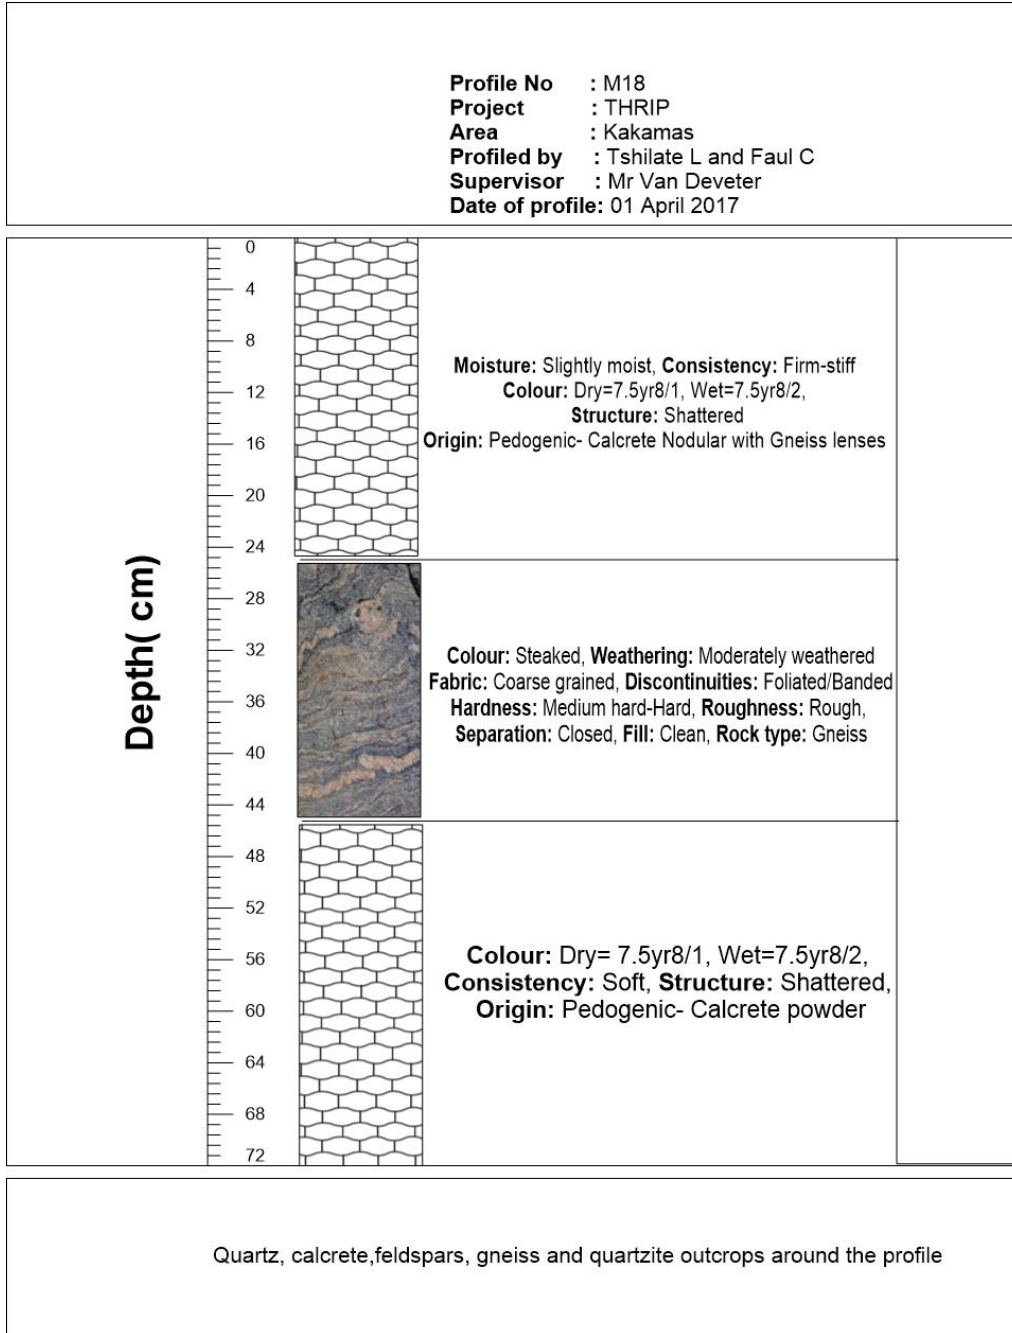 Profile No : M18
Project : THRIP
Area : Kakamas
Profiled by : Tshilate L and Faul C
Supervisor : Mr Van Deveter
Date of profile: 01 April 2017
Depth( cm)
0
4
8
12
16
20
24
28
32
36
40
44
48
52
56
60
64
68
72
Moisture: Slightly moist, Consistency: Firm-stiff
Colour: Dry=7.5yr8/1, Wet=7.5yr8/2,
Structure: Shattered
Origin: Pedogenic- Calcrete Nodular with Gneiss lenses
Colour: Steaked, Weathering: Moderately weathered
Fabric: Coarse grained, Discontinuities: Foliated/Banded
Hardness: Medium hard-Hard, Roughness: Rough,
Separation: Closed, Fill: Clean, Rock type: Gneiss
Colour: Dry= 7.5yr8/1, Wet=7.5yr8/2,
Consistency: Soft, Structure: Shattered,
Origin: Pedogenic- Calcrete powder
Quartz, calcrete,feldspars, gneiss and quartzite outcrops around the profile